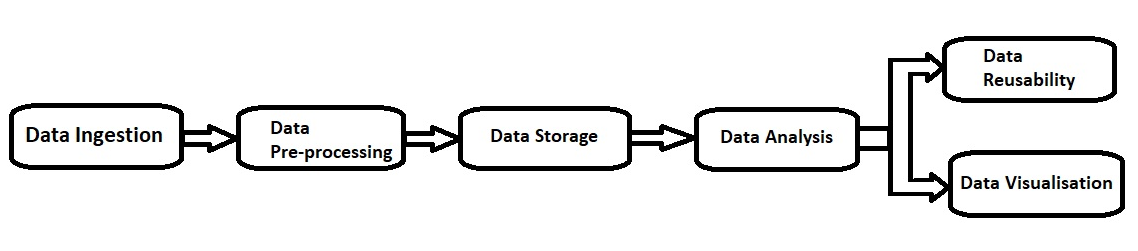 Data Ingestion
Data
Pre-processing
Data Storage
Data Analysis
Data
Reusability
Data Visualisation